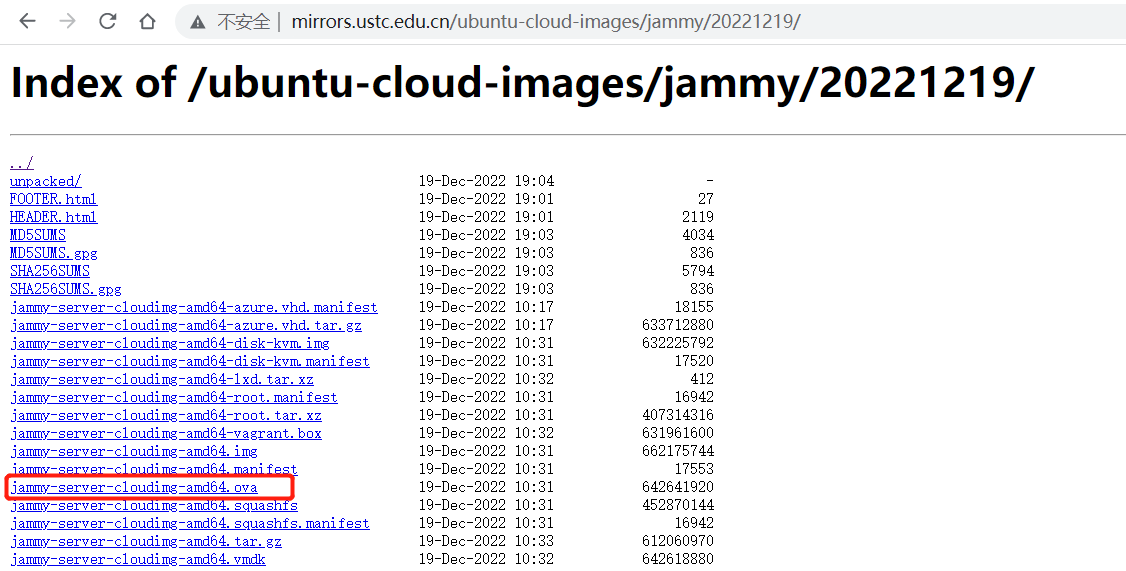 不安全 | mirrors.ustc.edu.cn/ubuntu-cloud-images/jammy/20221219/
Index of /ubuntu-cloud-images/jammy/20221219/
../
unpacked/ 19-Dec-2022 19:04 -
FOOTER.html 19-Dec-2022 19:01 27
HEADER.html 19-Dec-2022 19:01 2119
MD5SUMS 19-Dec-2022 19:03 4034
MD5SUMS.gpg 19-Dec-2022 19:03 836
SHA256SUMS 19-Dec-2022 19:03 5794
SHA256SUMS.gpg 19-Dec-2022 19:03 836
jammy-server-cloudimg-amd64-azure.vhd.manifest 19-Dec-2022 10:17 18155
jammy-server-cloudimg-amd64-azure.vhd.tar.gz 19-Dec-2022 10:17 633712880
jammy-server-cloudimg-amd64-disk-kvm.img 19-Dec-2022 10:31 632225792
jammy-server-cloudimg-amd64-disk-kvm.manifest 19-Dec-2022 10:31 17520
jammy-server-cloudimg-amd64-lxd.tar.xz 19-Dec-2022 10:32 412
jammy-server-cloudimg-amd64-root.manifest 19-Dec-2022 10:31 16942
jammy-server-cloudimg-amd64-root.tar.xz 19-Dec-2022 10:31 407314316
jammy-server-cloudimg-amd64-vagrant.box 19-Dec-2022 10:32 631961600
jammy-server-cloudimg-amd64.img 19-Dec-2022 10:31 662175744
jammy-server-cloudimg-amd64.manifest 19-Dec-2022 10:31 17553
jammy-server-cloudimg-amd64.ova 19-Dec-2022 10:31 642641920
jammy-server-cloudimg-amd64.squashfs 19-Dec-2022 10:31 452870144
jammy-server-cloudimg-amd64.squashfs.manifest 19-Dec-2022 10:31 16942
jammy-server-cloudimg-amd64.tar.gz 19-Dec-2022 10:33 612060970
jammy-server-cloudimg-amd64.vmdk 19-Dec-2022 10:32 642618880